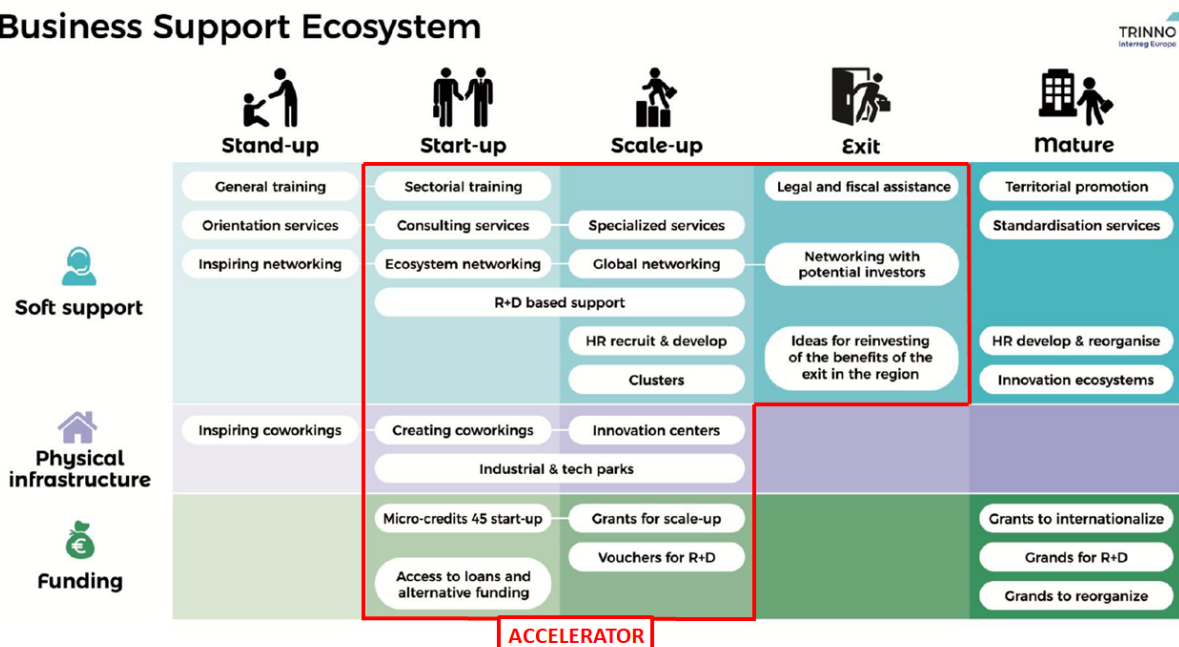 Business Support Ecosystem
TRINNO
Interreg Europe
Stand-up
Start-up
Scale-up
Exit
Mature
Soft support
General training
Sectorial training
Legal and fiscal assistance
Territorial promotion
Orientation services
Consulting services
Specialized services
Standardisation services
Inspiring networking
Ecosystem networking
Global networking
Networking with
potential investors
R+D based support
HR recruit & develop
Ideas for reinvesting
of the benefits of the
exit in the region
HR develop & reorganise
Clusters
Innovation ecosystems
Physical
infrastructure
Inspiring coworkings
Creating coworkings
Innovation centers
Industrial & tech parks
Funding
Micro-credits 45 start-up
Grants for scale-up
Grants to internationalize
Vouchers for R+D
Grands for R+D
Access to loans and
alternative funding
Grands to reorganize
ACCELERATOR